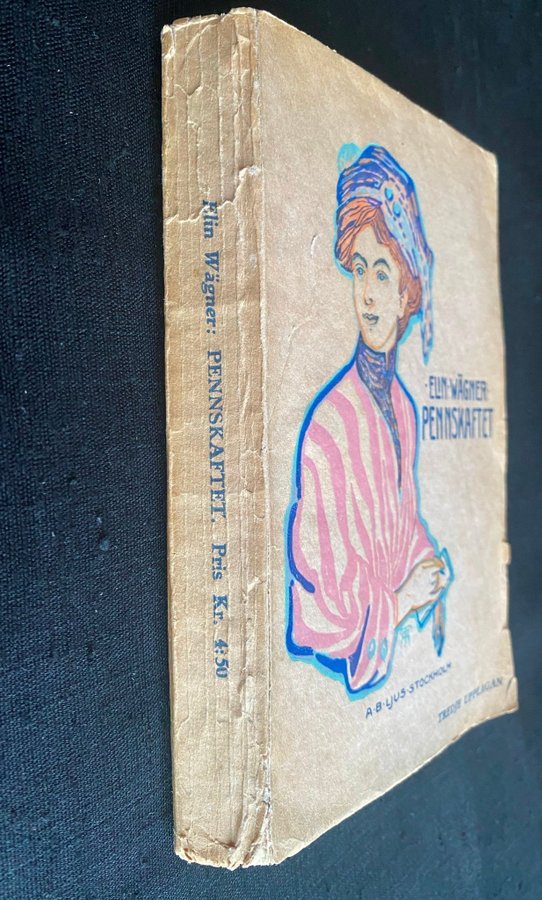 Elin Wägner: PENNSKAFTET. Pris Kr. 4:50
·ELIN·WÄGNER·
PENNSKAFTET
A·B·LJUS·STOCKHOLM
TREDJE UPPLAGAN